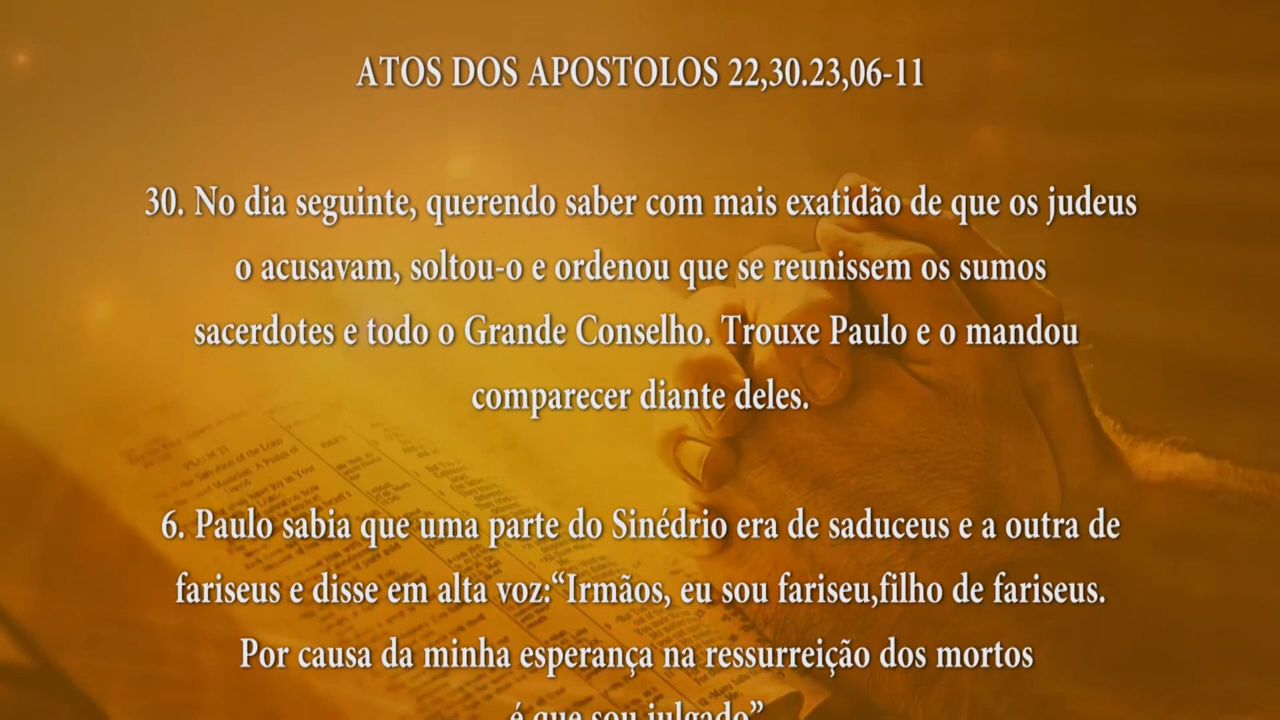 ATOS DOS APOSTOLOS 22,30.23,06-11
30. No dia seguinte, querendo saber com mais exatidão de que os judeus
o acusavam, soltou-o e ordenou que se reunissem os sumos
sacerdotes e todo o Grande Conselho. Trouxe Paulo e o mandou
comparecer diante deles.
6. Paulo sabia que uma parte do Sinédrio era de saduceus e a outra de
fariseus e disse em alta voz:“Irmãos, eu sou fariseu,filho de fariseus.
Por causa da minha esperança na ressurreição dos mortos
é que sou julgado”